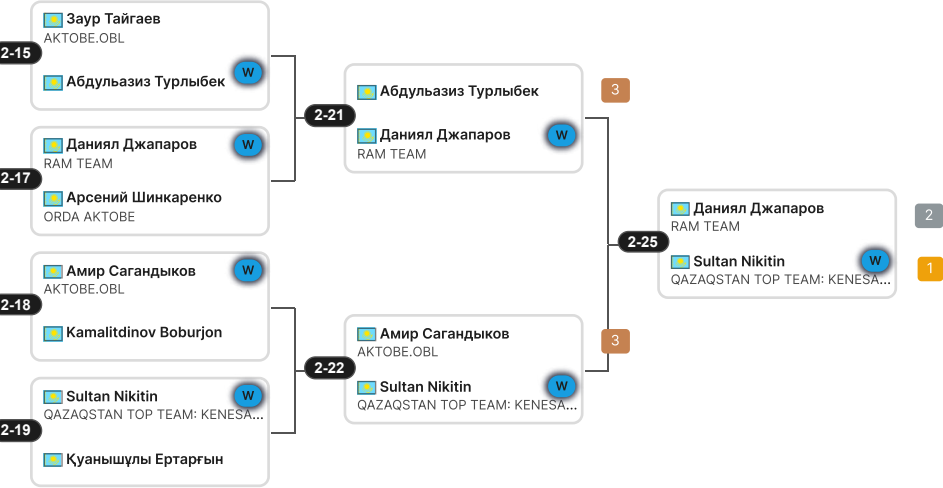 Заур Тайгаев
AKTOBE.OBL
2-15
W
Абдульазиз Турлыбек
Даниял Джапаров
W
RAM TEAM
2-17
Арсений Шинкаренко
ORDA AKTOBE
Амир Сагандыков
W
AKTOBE.OBL
2-18
Kamalitdinov Boburjon
Sultan Nikitin
W
QAZAQSTAN TOP TEAM: KENESA...
2-19
Қуанышұлы Ертарғын
Абдульазиз Турлыбек
3
2-21
Даниял Джапаров
W
RAM TEAM
Амир Сагандыков
3
AKTOBE.OBL
2-22
Sultan Nikitin
W
QAZAQSTAN TOP TEAM: KENESA...
Даниял Джапаров
2
RAM TEAM
2-25
Sultan Nikitin
W
1
QAZAQSTAN TOP TEAM: KENESA...